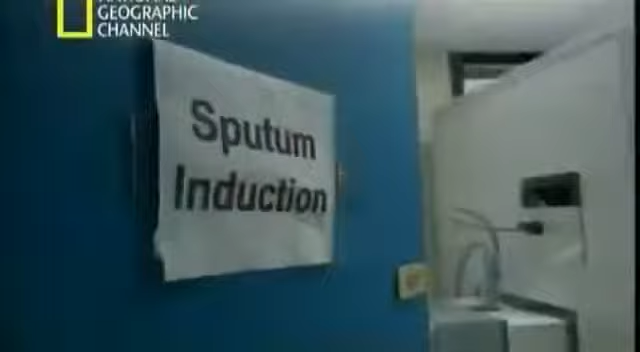 NATIONAL
GEOGRAPHIC
CHANNEL
Sputum
Induction